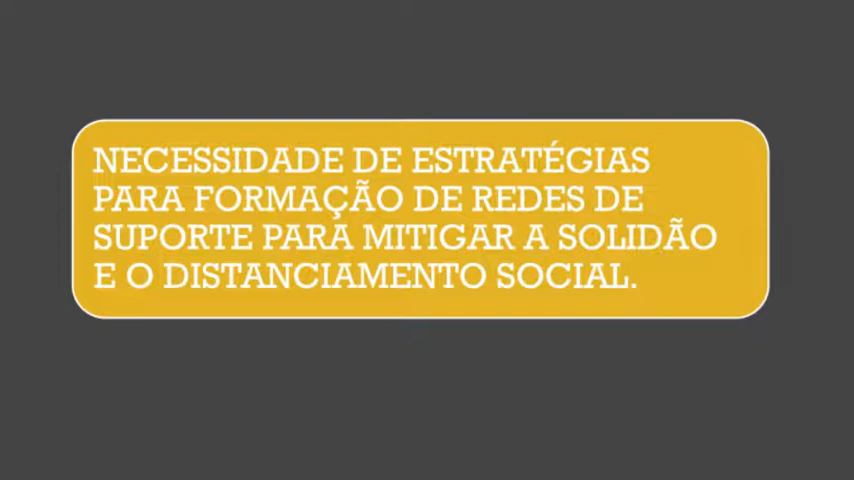 NECESSIDADE DE ESTRATÉGIAS
PARA FORMAÇÃO DE REDES DE
SUPORTE PARA MITIGAR A SOLIDÃO
E O DISTANCIAMENTO SOCIAL.